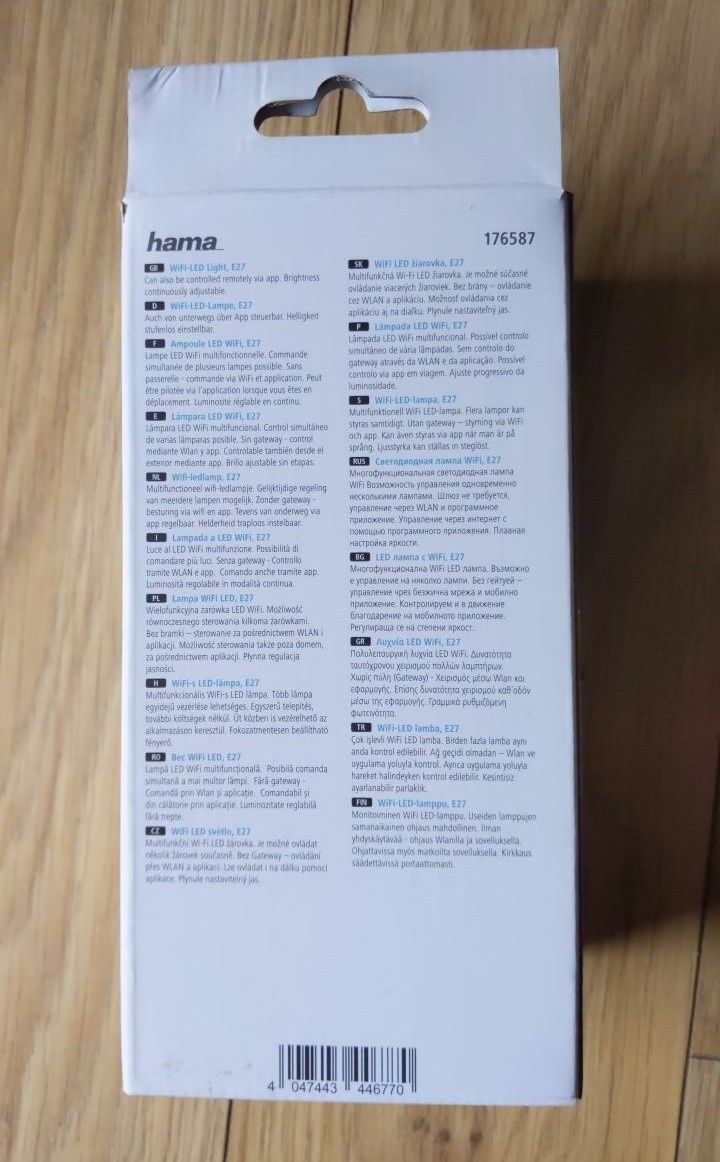 hama
176587
GB WiFi-LED Light, E27
Can also be controlled remotely via app. Brightness
continuously adjustable.
D WiFi-LED-Lampe, E27
Auch von unterwegs über App steuerbar. Helligkeit
stufenlos einstellbar.
F Ampoule LED WiFi, E27
Lampe LED WiFi multifonctionnelle. Commande
simultanée de plusieurs lampes possible. Sans
passerelle - commande via WiFi et application. Peut
être pilotée via l'application lorsque vous êtes en
déplacement. Luminosité réglable en continu.
E Lámpara LED WiFi, E27
Lámpara LED WiFi multifucional. Control simultáneo
de varias lámparas posible. Sin gateway - control
mediante Wlan y app. Controlable también desde el
exterior mediante app. Brillo ajustable sin etapas.
NL Wifi-ledlamp, E27
Multifunctioneel wifi-ledlampje. Gelijktijdige regeling
van meerdere lampen mogelijk. Zonder gateway -
besturing via wifi en app. Tevens van onderweg via
app regelbaar. Helderheid traploos instelbaar.
I Lampada a LED WiFi, E27
Luce al LED WiFi multifunzione. Possibilità di
comandare più luci. Senza gateway - Controllo
tramite WLAN e app. Comando anche tramite app.
Luminosità regolabile in modalità continua.
PL Lampa WiFi LED, E27
Wielofunkcyjna żarówka LED WiFi. Możliwość
równoczesnego sterowania kilkoma żarówkami.
Bez bramki – sterowanie za pośrednictwem WLAN i
aplikacji. Możliwość sterowania także poza domem,
za pośrednictwem aplikacji. Płynna regulacja
jasności.
H WiFi-s LED-lámpa, E27
Multifunkcionális WiFi-s LED lámpa. Több lámpa
egyidejű vezérlése lehetséges. Egyszerű telepítés,
további költségek nélkül. Út közben is vezérelhető az
alkalmazáson keresztül. Fokozatmentesen beállítható
fényerő.
RO Bec WiFi LED, E27
Lampă LED WiFi multifuncțională. Posibilă comanda
simultană a mai multor lămpi. Fără gateway -
Comandă prin Wlan și aplicație. Comandabil și
din călătorie prin aplicație. Luminozitate reglabilă
fără trepte.
CZ WiFi LED světlo, E27
Multifunkční Wi-Fi LED žárovka. Je možné ovládat
několik žárovek současně. Bez Gateway – ovládání
přes WLAN a aplikaci. Lze ovládat i na dálku pomocí
aplikace. Plynule nastavitelný jas.
SK WiFi LED žiarovka, E27
Multifunkčná Wi-Fi LED žiarovka. Je možné súčasné
ovládanie viacerých žiaroviek. Bez brány – ovládanie
cez WLAN a aplikáciu. Možnosť ovládania cez
aplikáciu aj na diaľku. Plynule nastaviteľný jas.
P Lâmpada LED WiFi, E27
Lâmpada LED WiFi multifuncional. Possível controlo
simultâneo de vária lâmpadas. Sem controlo do
gateway através da WLAN e da aplicação. Possível
controlo via app em viagem. Ajuste progressivo da
luminosidade.
S WiFi-LED-lampa, E27
Multifunktionell WiFi LED-lampa. Flera lampor kan
styras samtidigt. Utan gateway – styrning via WiFi
och app. Kan även styras via app när man är på
språng. Ljusstyrka kan ställas in steglöst.
RUS Светодиодная лампа WiFi, E27
Многофункциональная светодиодная лампа
WiFi Возможность управления одновременно
несколькими лампами. Шлюз не требуется,
управление через WLAN и программное
приложение. Управление через интернет с
помощью программного приложения. Плавная
настройка яркости.
BG LED лампа с WiFi, E27
Многофункционална WiFi LED лампа. Възможно
е управление на няколко лампи. Без гейтуей –
управление чрез безжична мрежа и мобилно
приложение. Контролируем и в движение
благодарение на мобилното приложение.
Регулираща се на степени яркост.
GR Λυχνία LED WiFi, E27
Πολυλειτουργική λυχνία LED WiFi. Δυνατότητα
ταυτόχρονου χειρισμού πολλών λαμπτήρων.
Χωρίς πύλη (Gateway) - Χειρισμός μέσω Wlan και
εφαρμογής. Επίσης δυνατότητα χειρισμού καθ'οδόν
μέσω της εφαρμογής. Γραμμικά ρυθμιζόμενη
φωτεινότητα.
TR WiFi-LED lamba, E27
Çok işlevli WiFi LED lamba. Birden fazla lamba aynı
anda kontrol edilebilir. Ağ geçidi olmadan – Wlan ve
uygulama yoluyla kontrol. Ayrıca uygulama yoluyla
hareket halindeyken kontrol edilebilir. Kesintisiz
ayarlanabilir parlaklık.
FIN WiFi-LED-lamppu, E27
Monitoiminen WiFi LED-lamppu. Useiden lamppujen
samanaikainen ohjaus mahdollinen. Ilman
yhdyskäytävää - ohjaus Wlanilla ja sovelluksella.
Ohjattavissa myös matkoilta sovelluksella. Kirkkaus
säädettävissä portaattomasti.
4 047443 446770